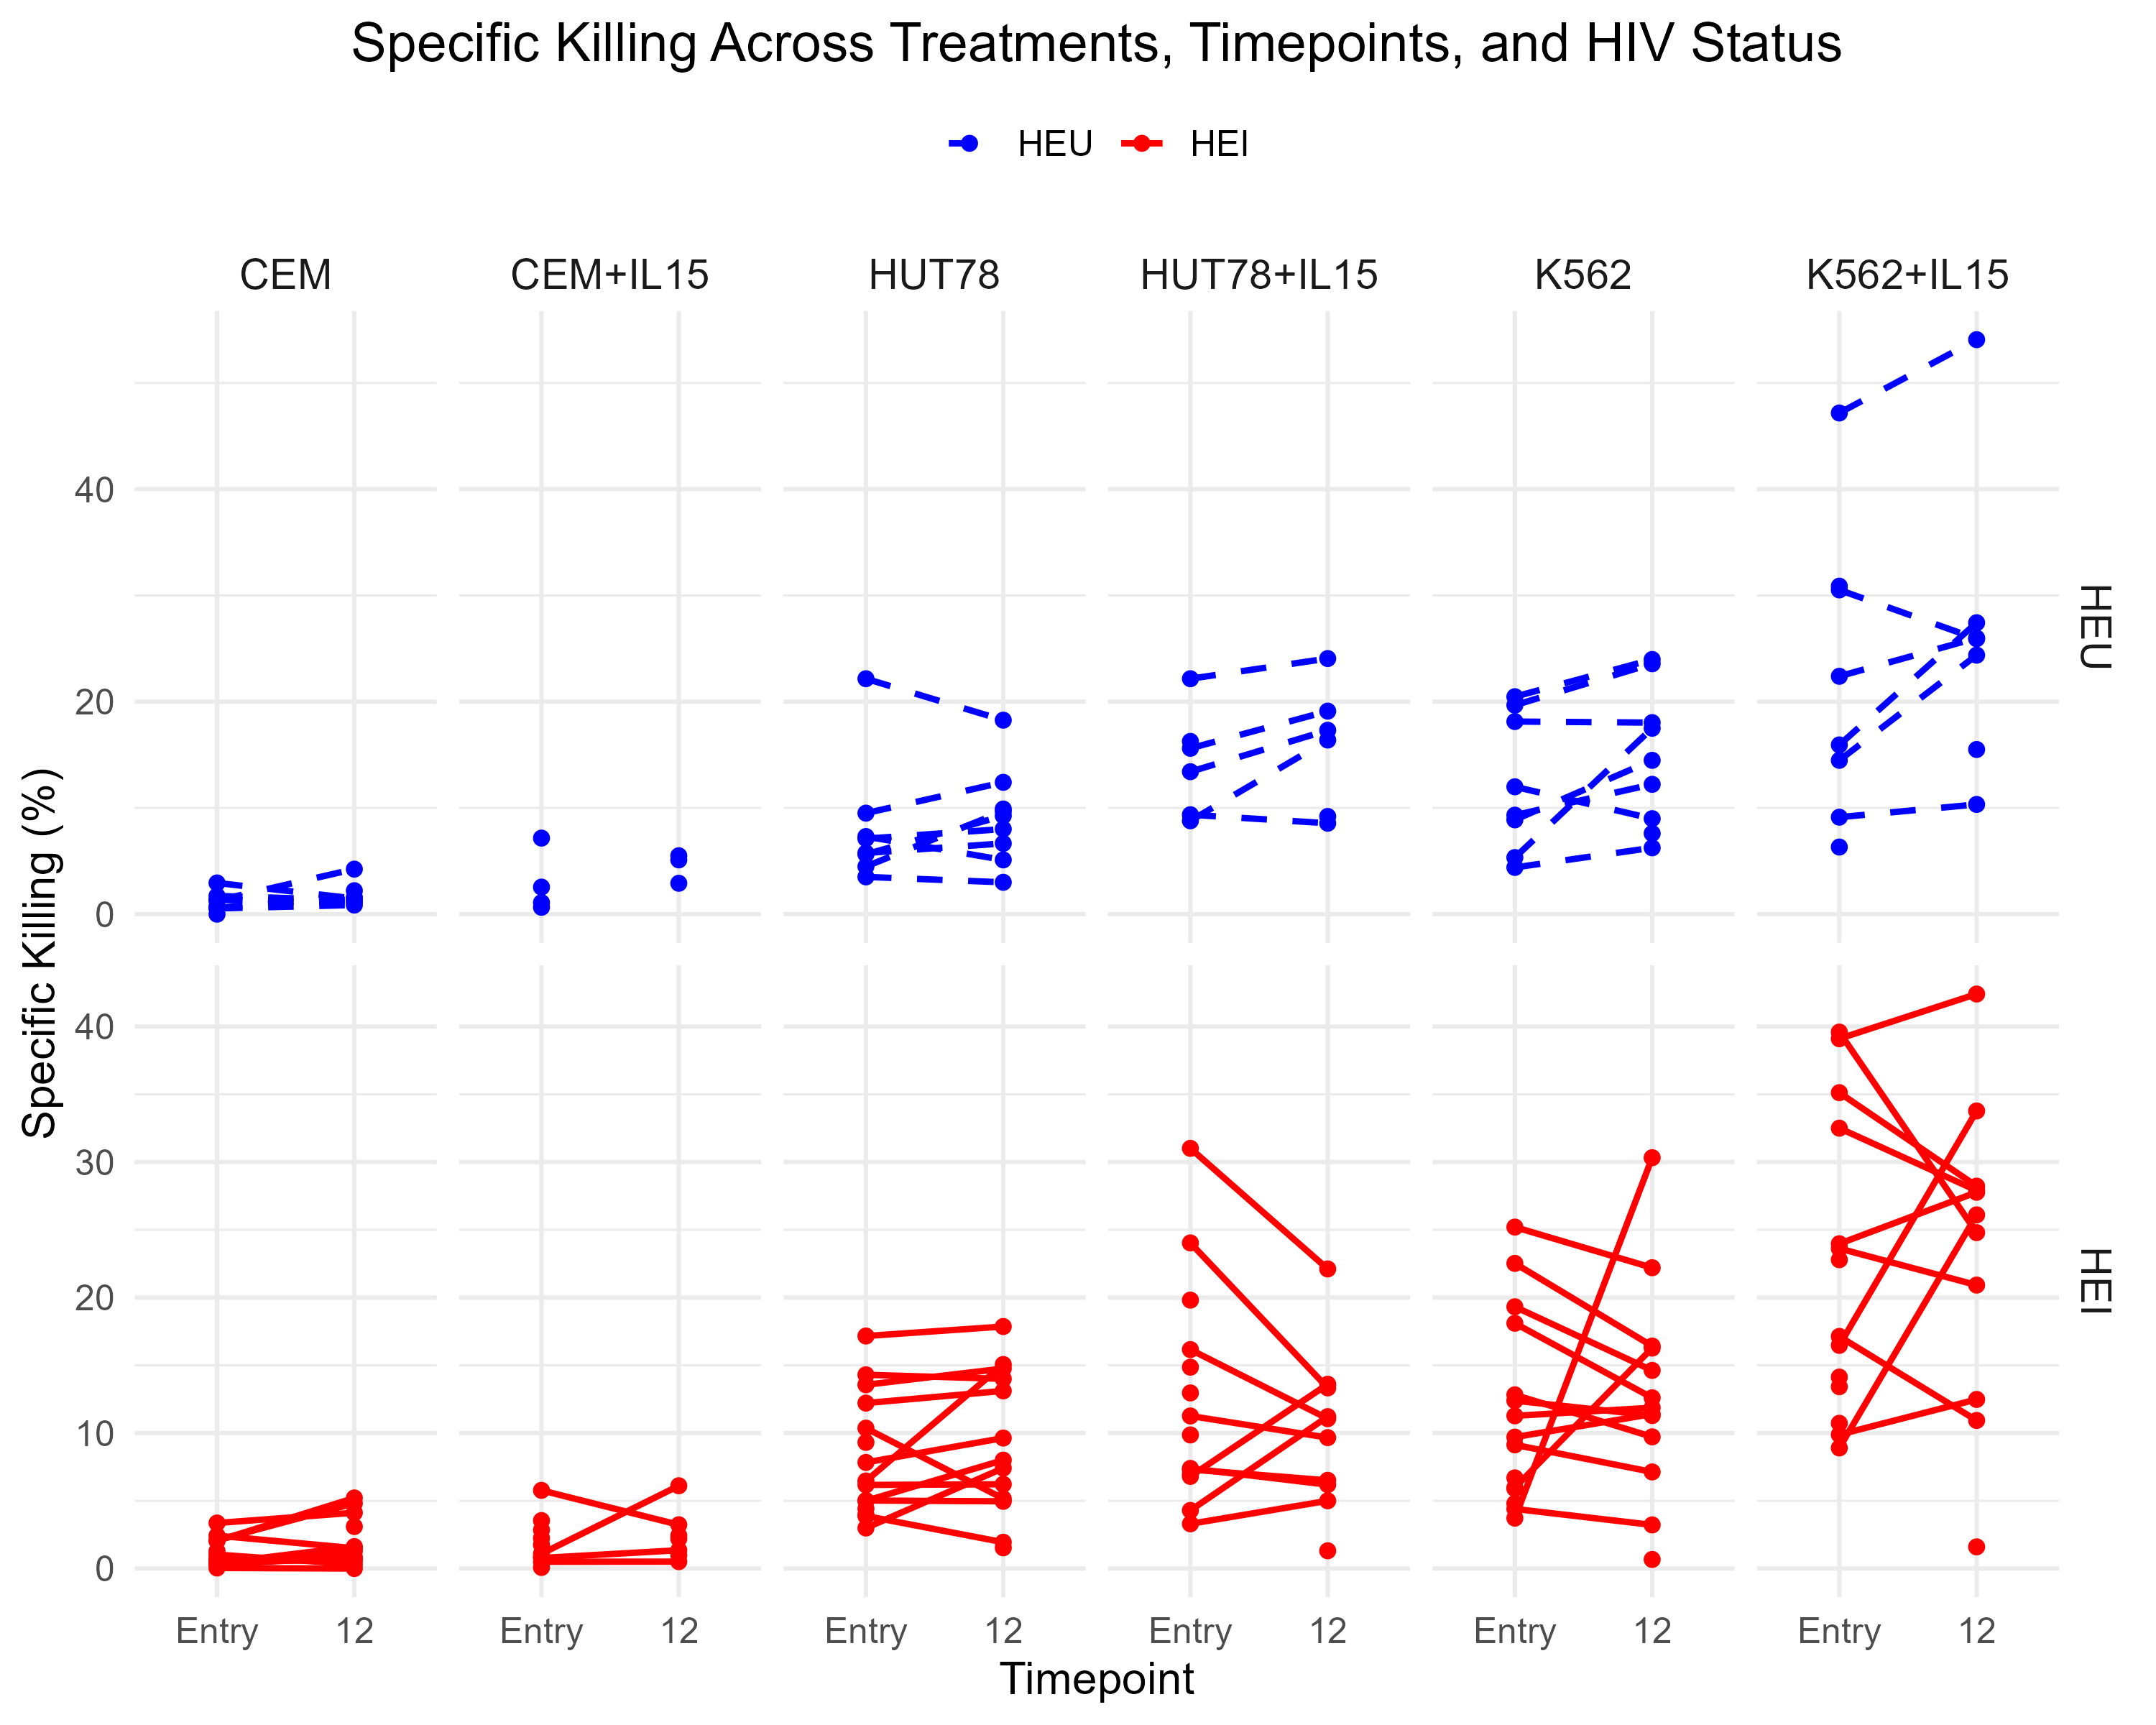 Specific Killing Across Treatments, Timepoints, and HIV Status
HEU HEI
CEM CEM+IL15 HUT78 HUT78+IL15 K562 K562+IL15
40
20
0
HEU
Specific Killing (%)
40
30
20
10
0
HEI
Entry 12 Entry 12 Entry 12 Entry 12 Entry 12 Entry 12
Timepoint